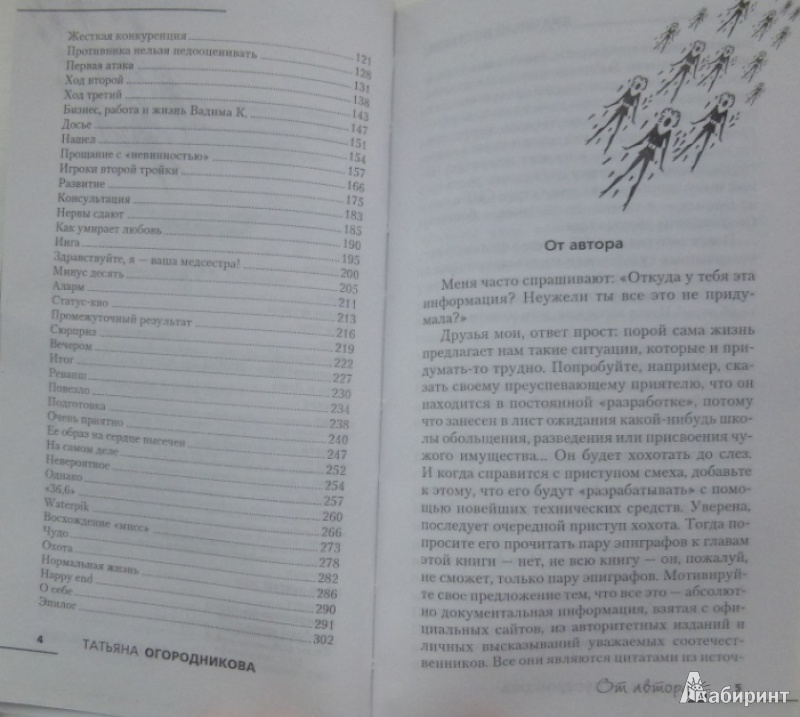 Жесткая конкуренция 121
Противника нельзя недооценивать 128
Первая атака 131
Ход второй 138
Ход третий 143
Бизнес, работа и жизнь Вадима К. 147
Досье 151
Нашел 154
Прощание с «невинностью» 157
Игроки второй тройки 166
Развитие 175
Консультация 183
Нервы сдают 185
Как умирает любовь 190
Инга 195
Здравствуйте, я — ваша медсестра! 200
Минус десять 205
Аларм 211
Статус-кво 213
Промежуточный результат 216
Сюрприз 219
Вечером 222
Итог 227
Реванш 230
Повезло 234
Подготовка 238
Очень приятно 240
Ее образ на сердце высечен 247
На самом деле 252
Невероятное 254
Однако 257
«36,6» 260
Waterpik 266
Восхождение «мисс» 273
Чудо 278
Охота 282
Нормальная жизнь 286
Happy end 290
О себе 291
Эпилог 302
4 ТАТЬЯНА ОГОРОДНИКОВА
От автора
Меня часто спрашивают: «Откуда у тебя эта
информация? Неужели ты все это не приду-
мала?»
Друзья мои, ответ прост: порой сама жизнь
предлагает нам такие ситуации, которые и при-
думать-то трудно. Попробуйте, например, ска-
зать своему преуспевающему приятелю, что он
находится в постоянной «разработке», потому
что занесен в лист ожидания какой-нибудь шко-
лы обольщения, разведения или присвоения чу-
жого имущества... Он будет хохотать до слез.
И когда справится с приступом смеха, добавьте
к этому, что его будут «разрабатывать» с помо-
щью новейших технических средств. Уверена,
последует очередной приступ хохота. Тогда по-
просите его прочитать пару эпиграфов к главам
этой книги — нет, не всю книгу — он, пожалуй,
не сможет, только пару эпиграфов. Мотивируй-
те свое предложение тем, что все это — абсолют-
но документальная информация, взятая с офи-
циальных сайтов, из авторитетных изданий и
личных высказываний уважаемых соотечест-
венников. Все они являются цитатами из источ-
От автора 5
Лабиринт